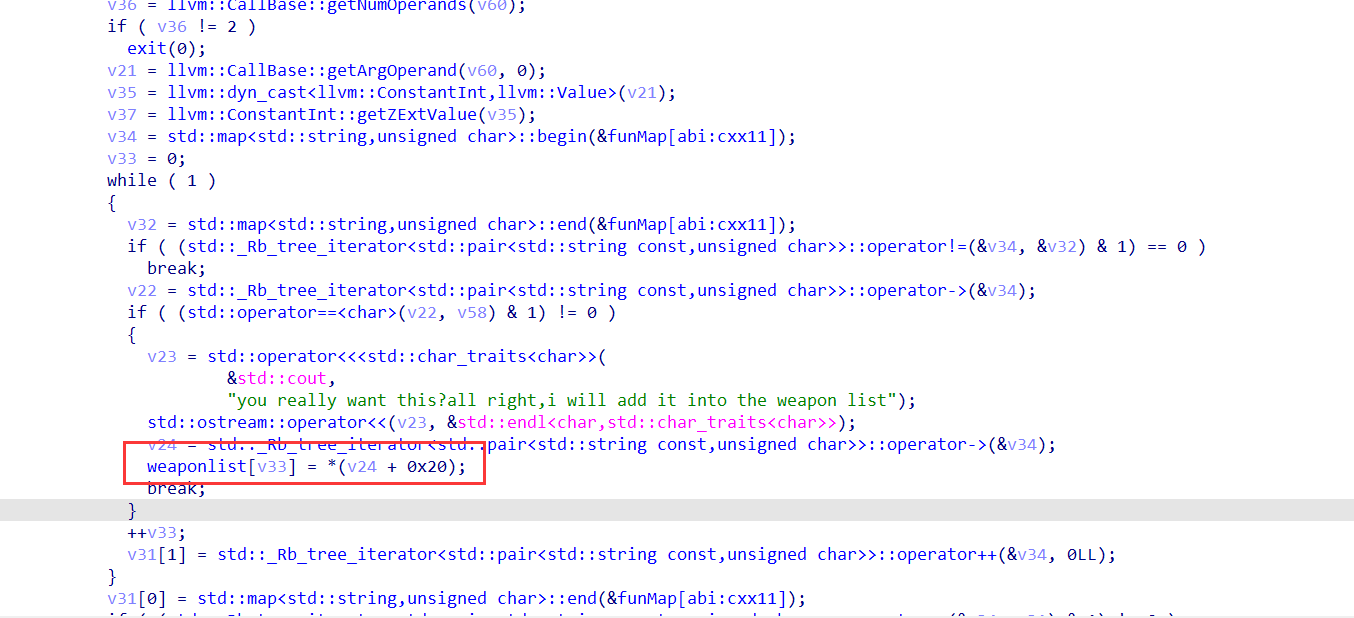 v36 = llvm::CallBase::getNumOperands(v60);
if ( v36 != 2 )
exit(0);
v21 = llvm::CallBase::getArgOperand(v60, 0);
v35 = llvm::dyn_cast<llvm::ConstantInt,llvm::Value>(v21);
v37 = llvm::ConstantInt::getZExtValue(v35);
v34 = std::map<std::string,unsigned char>::begin(&funMap[abi:cxx11]);
v33 = 0;
while ( 1 )
{
v32 = std::map<std::string,unsigned char>::end(&funMap[abi:cxx11]);
if ( (std::_Rb_tree_iterator<std::pair<std::string const,unsigned char>>::operator!=(&v34, &v32) & 1) == 0 )
break;
v22 = std::_Rb_tree_iterator<std::pair<std::string const,unsigned char>>::operator->(&v34);
if ( (std::operator==<char>(v22, v58) & 1) != 0 )
{
v23 = std::operator<<<std::char_traits<char>>(
&std::cout,
"you really want this?all right,i will add it into the weapon list");
std::ostream::operator<<(v23, &std::endl<char,std::char_traits<char>>);
v24 = std::_Rb_tree_iterator<std::pair<std::string const,unsigned char>>::operator->(&v34);
weaponlist[v33] = *(v24 + 0x20);
break;
}
++v33;
v31[1] = std::_Rb_tree_iterator<std::pair<std::string const,unsigned char>>::operator++(&v34, 0LL);
}
v31[0] = std::map<std::string,unsigned char>::end(&funMap[abi:cxx11]);